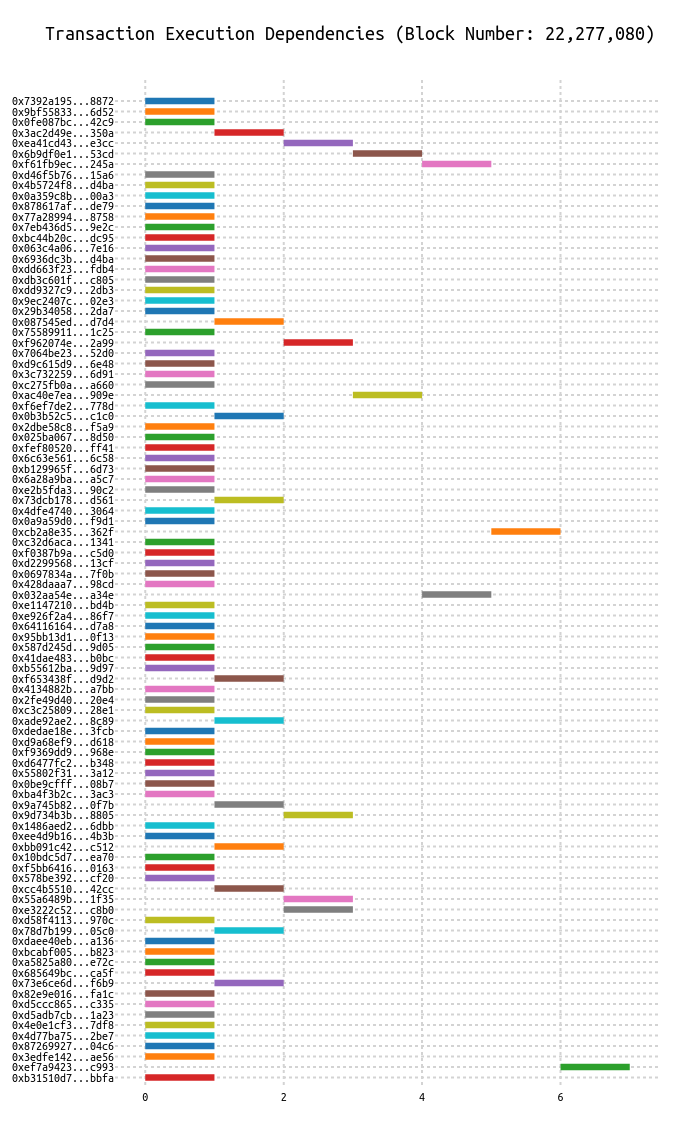 Transaction Execution Dependencies (Block Number: 22,277,080)
0x7392a195...8872
0x9bf55833...6d52
0x0fe087bc...42c9
0x3ac2d49e...350a
0xea41cd43...e3cc
0x6b9df0e1...53cd
0xf61fb9ec...245a
0xd46f5b76...15a6
0x4b5724f8...d4ba
0x0a359c8b...00a3
0x878617af...de79
0x77a28994...8758
0x7eb436d5...9e2c
0xbc44b20c...dc95
0x063c4a06...7e16
0x6936dc3b...d4ba
0xdd663f23...fdb4
0xdb3c601f...c805
0xdd9327c9...2db3
0x9ec2407c...02e3
0x29b34058...2da7
0x087545ed...d7d4
0x75589911...1c25
0xf962074e...2a99
0x7064be23...52d0
0xd9c615d9...6e48
0x3c732259...6d91
0xc275fb0a...a660
0xac40e7ea...909e
0xf6ef7de2...778d
0x0b3b52c5...c1c0
0x2dbe58c8...f5a9
0x025ba067...8d50
0xfef80520...ff41
0x6c63e561...6c58
0xb129965f...6d73
0x6a28a9ba...a5c7
0xe2b5fda3...90c2
0x73dcb178...d561
0x4dfe4740...3064
0x0a9a59d0...f9d1
0xcb2a8e35...362f
0xc32d6aca...1341
0xf0387b9a...c5d0
0xd2299568...13cf
0x0697834a...7f0b
0x428daaa7...98cd
0x032aa54e...a34e
0xe1147210...bd4b
0xe926f2a4...86f7
0x64116164...d7a8
0x95bb13d1...0f13
0x587d245d...9d05
0x41dae483...b0bc
0xb55612ba...9d97
0xf653438f...d9d2
0x4134882b...a7bb
0x2fe49d40...20e4
0xc3c25809...28e1
0xade92ae2...8c89
0xdedae18e...3fcb
0xd9a68ef9...d618
0xf9369dd9...968e
0xd6477fc2...b348
0x55802f31...3a12
0x0be9cfff...08b7
0xba4f3b2c...3ac3
0x9a745b82...0f7b
0x9d734b3b...8805
0x1486aed2...6dbb
0xee4d9b16...4b3b
0xbb091c42...c512
0x10bdc5d7...ea70
0xf5bb6416...0163
0x578be392...cf20
0xcc4b5510...42cc
0x55a6489b...1f35
0xe3222c52...c8b0
0xd58f4113...970c
0x78d7b199...05c0
0xdaee40eb...a136
0xbcabf005...b823
0xa5825a80...e72c
0x685649bc...ca5f
0x73e6ce6d...f6b9
0x82e9e016...fa1c
0xd5ccc865...c335
0xd5adb7cb...1a23
0x4e0e1cf3...7df8
0x4d77ba75...2be7
0x87269927...04c6
0x3edfe142...ae56
0xef7a9423...c993
0xb31510d7...bbfa
0 2 4 6